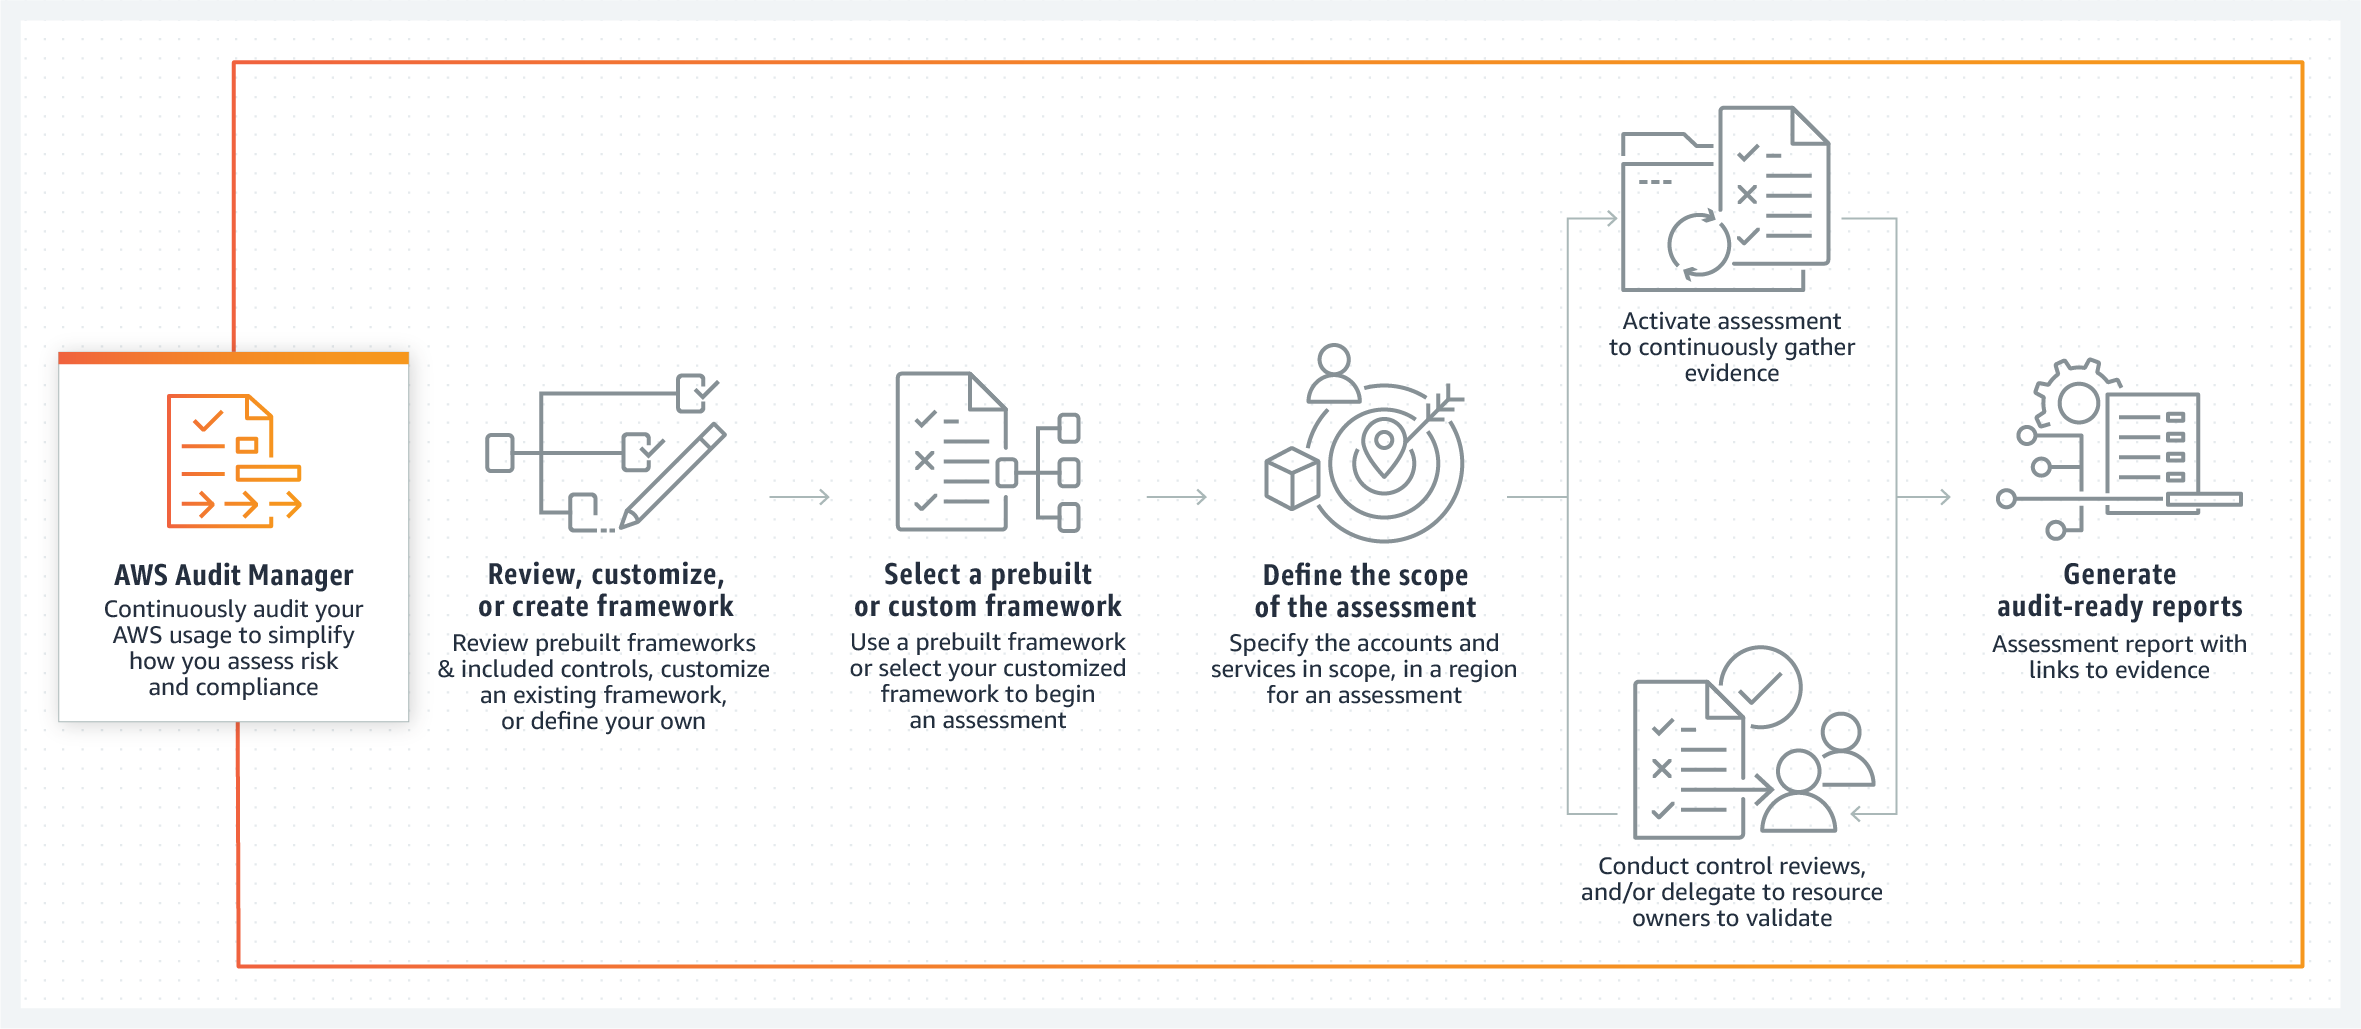 AWS Audit Manager
Continuously audit your
AWS usage to simplify
how you assess risk
and compliance
Review, customize,
or create framework
Review prebuilt frameworks
& included controls, customize
an existing framework,
or define your own
Select a prebuilt
or custom framework
Use a prebuilt framework
or select your customized
framework to begin
an assessment
Define the scope
of the assessment
Specify the accounts and
services in scope, in a region
for an assessment
Activate assessment
to continuously gather
evidence
Conduct control reviews,
and/or delegate to resource
owners to validate
Generate
audit-ready reports
Assessment report with
links to evidence